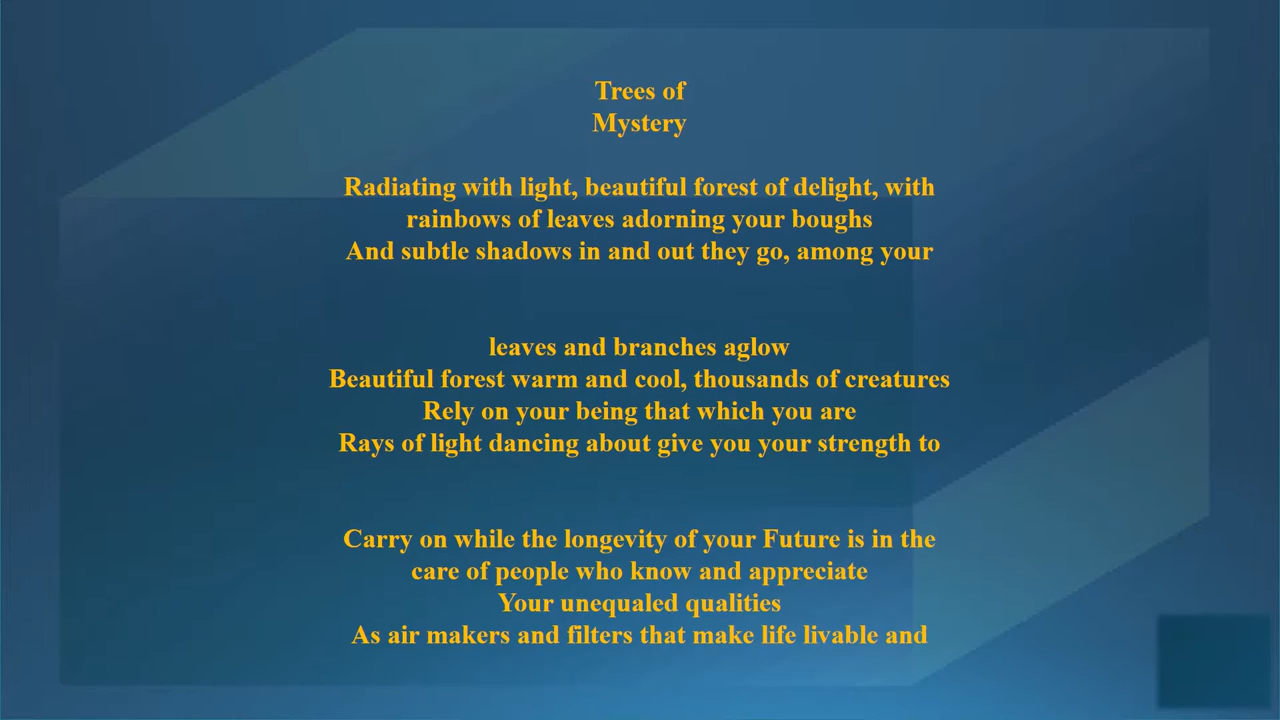 Trees of
Mystery
Radiating with light, beautiful forest of delight, with
rainbows of leaves adorning your boughs
And subtle shadows in and out they go, among your
leaves and branches aglow
Beautiful forest warm and cool, thousands of creatures
Rely on your being that which you are
Rays of light dancing about give you your strength to
Carry on while the longevity of your Future is in the
care of people who know and appreciate
Your unequaled qualities
As air makers and filters that make life livable and